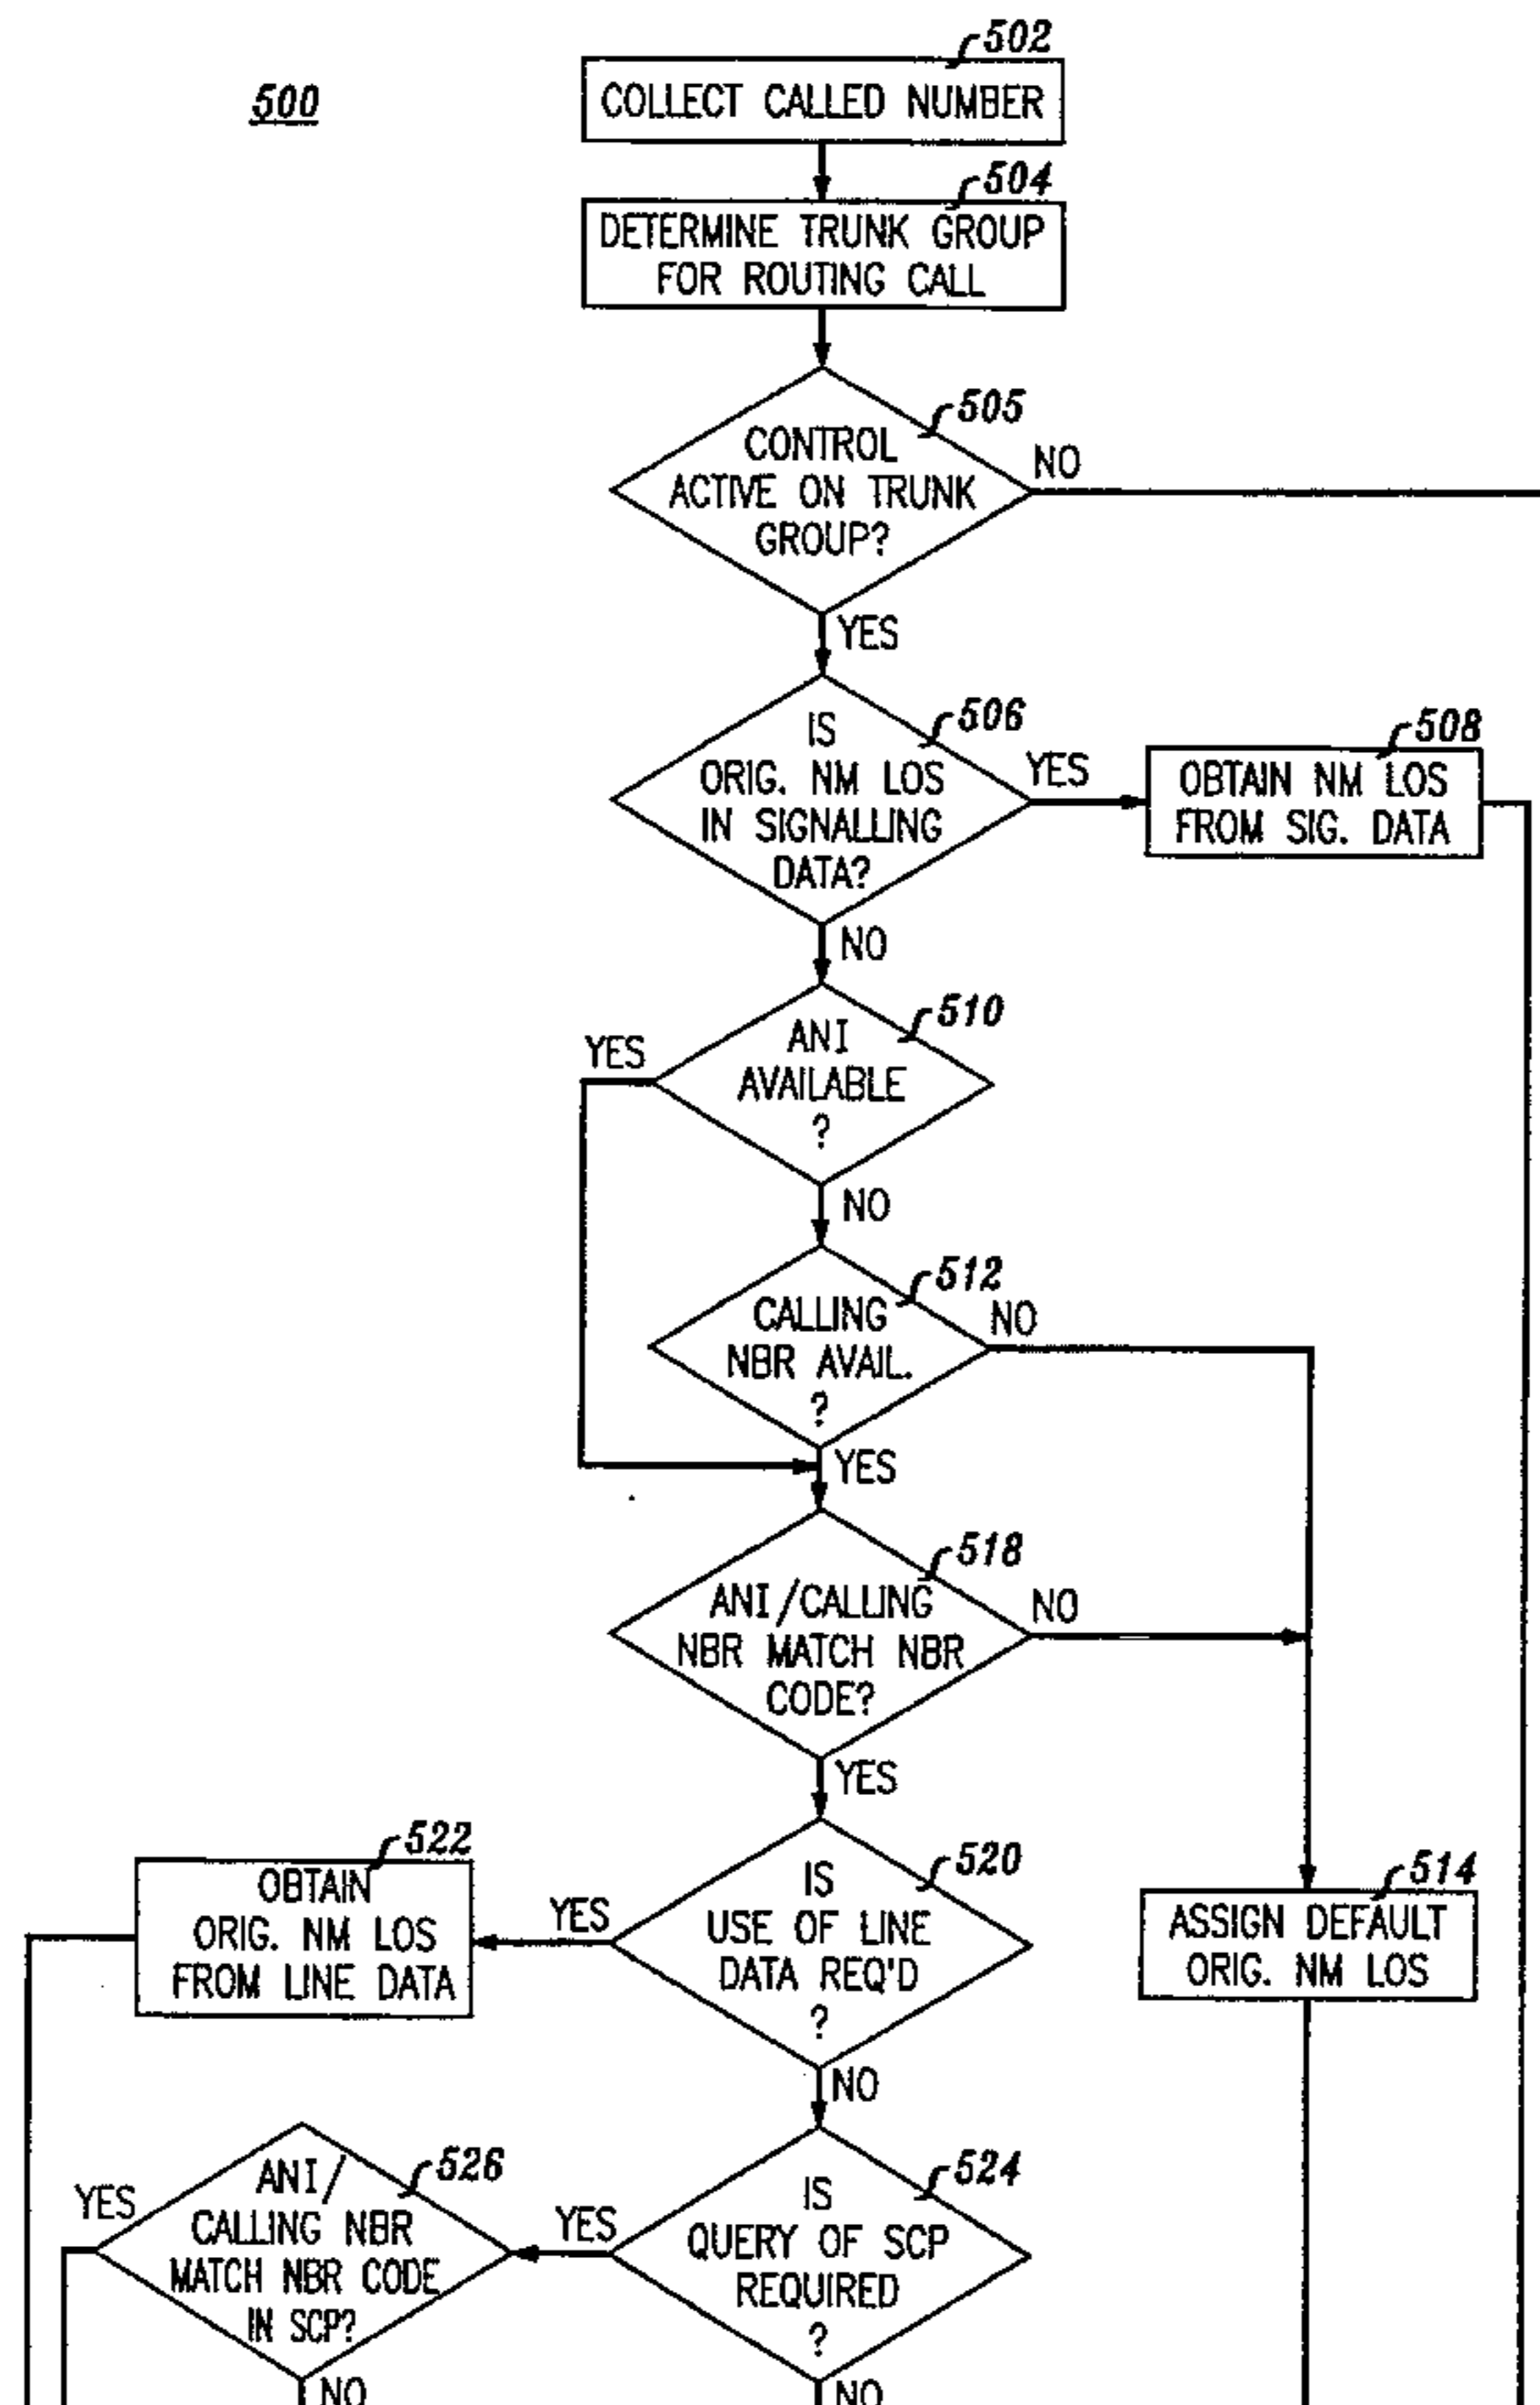 500
502
COLLECT CALLED NUMBER
504
DETERMINE TRUNK GROUP
FOR ROUTING CALL
505
CONTROL
ACTIVE ON TRUNK
GROUP?
NO
YES
506
IS
ORIG. NM LOS
IN SIGNALLING
DATA?
YES
508
OBTAIN NM LOS
FROM SIG. DATA
NO
510
ANI
AVAILABLE
?
YES
NO
512
CALLING
NBR AVAIL.
?
NO
YES
518
ANI/CALLING
NBR MATCH NBR
CODE?
NO
YES
520
IS
USE OF LINE
DATA REQ'D
?
YES
522
OBTAIN
ORIG. NM LOS
FROM LINE DATA
514
ASSIGN DEFAULT
ORIG. NM LOS
NO
524
IS
QUERY OF SCP
REQUIRED
?
YES
526
ANI/
CALLING NBR
MATCH NBR CODE
IN SCP?
YES
NO
NO